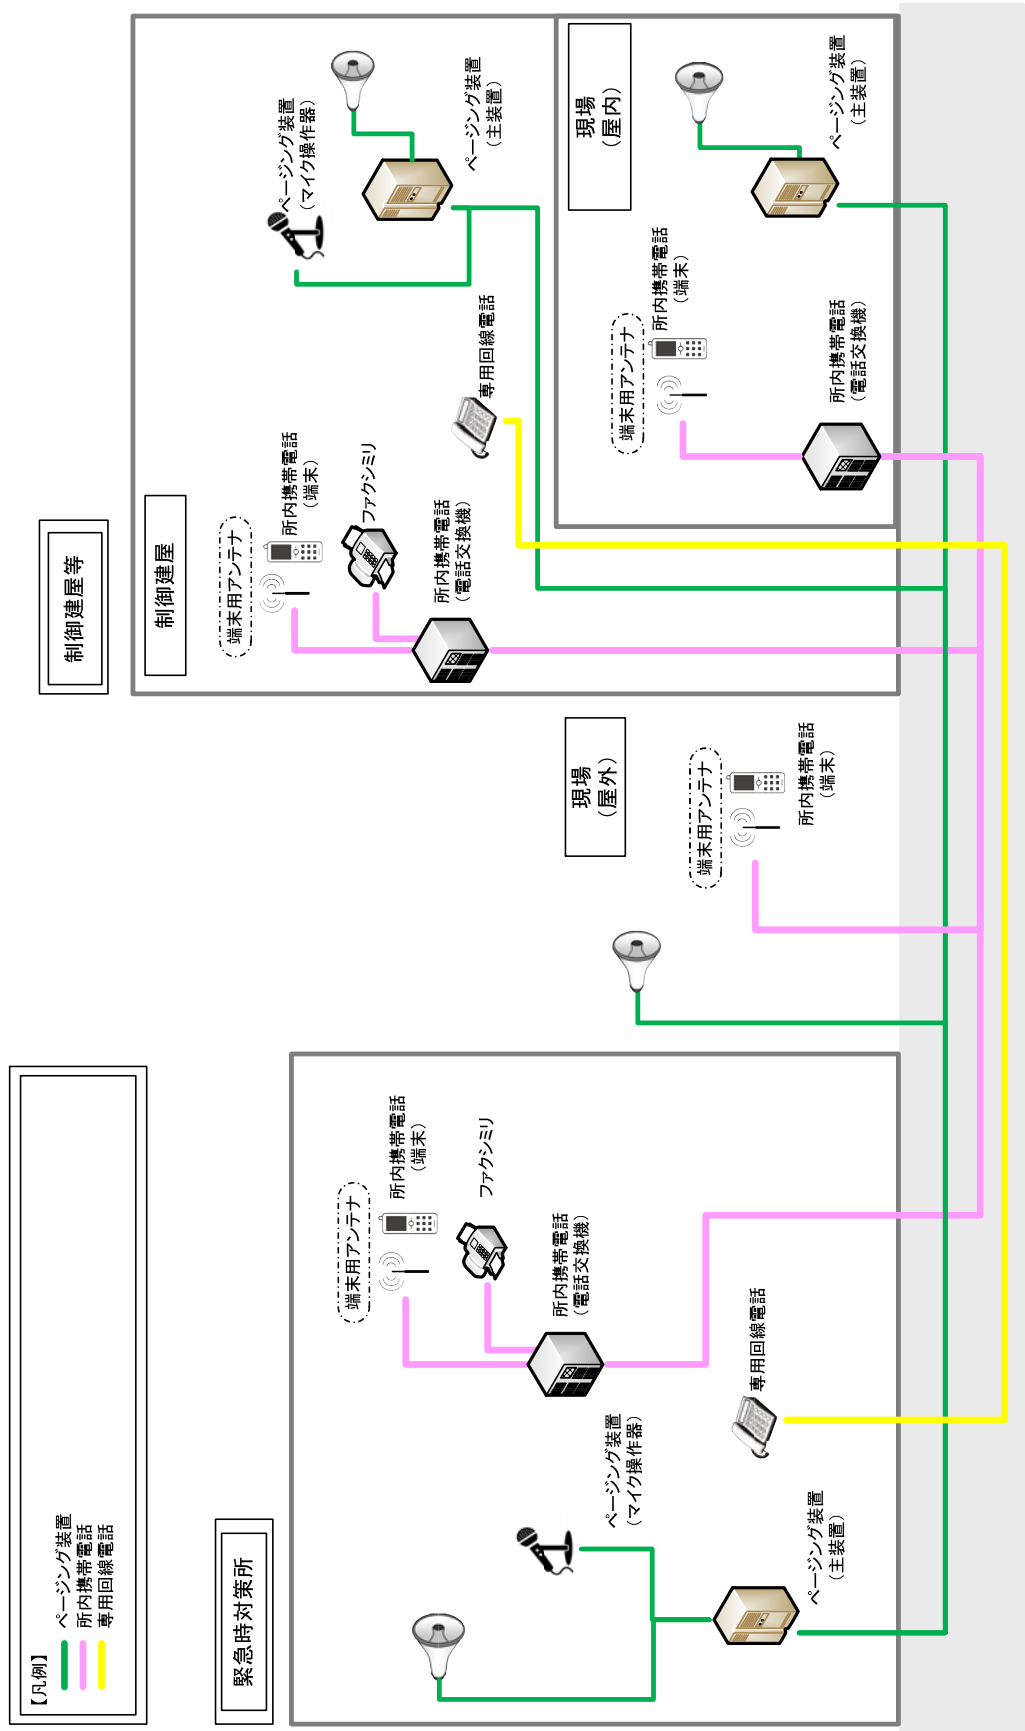 【凡例】
ページング装置
所内携帯電話
専用回線電話
緊急時対策所
ページング装置
（マイク操作器）
ページング装置
（主装置）
端末用アンテナ
所内携帯電話
（端末）
ファクシミリ
所内携帯電話
（電話交換機）
専用回線電話
現場
（屋外）
端末用アンテナ
所内携帯電話
（端末）
制御建屋等
制御建屋
端末用アンテナ
所内携帯電話
（端末）
ファクシミリ
所内携帯電話
（電話交換機）
専用回線電話
ページング装置
（マイク操作器）
ページング装置
（主装置）
現場
（屋内）
端末用アンテナ
所内携帯電話
（端末）
所内携帯電話
（電話交換機）
ページング装置
（主装置）